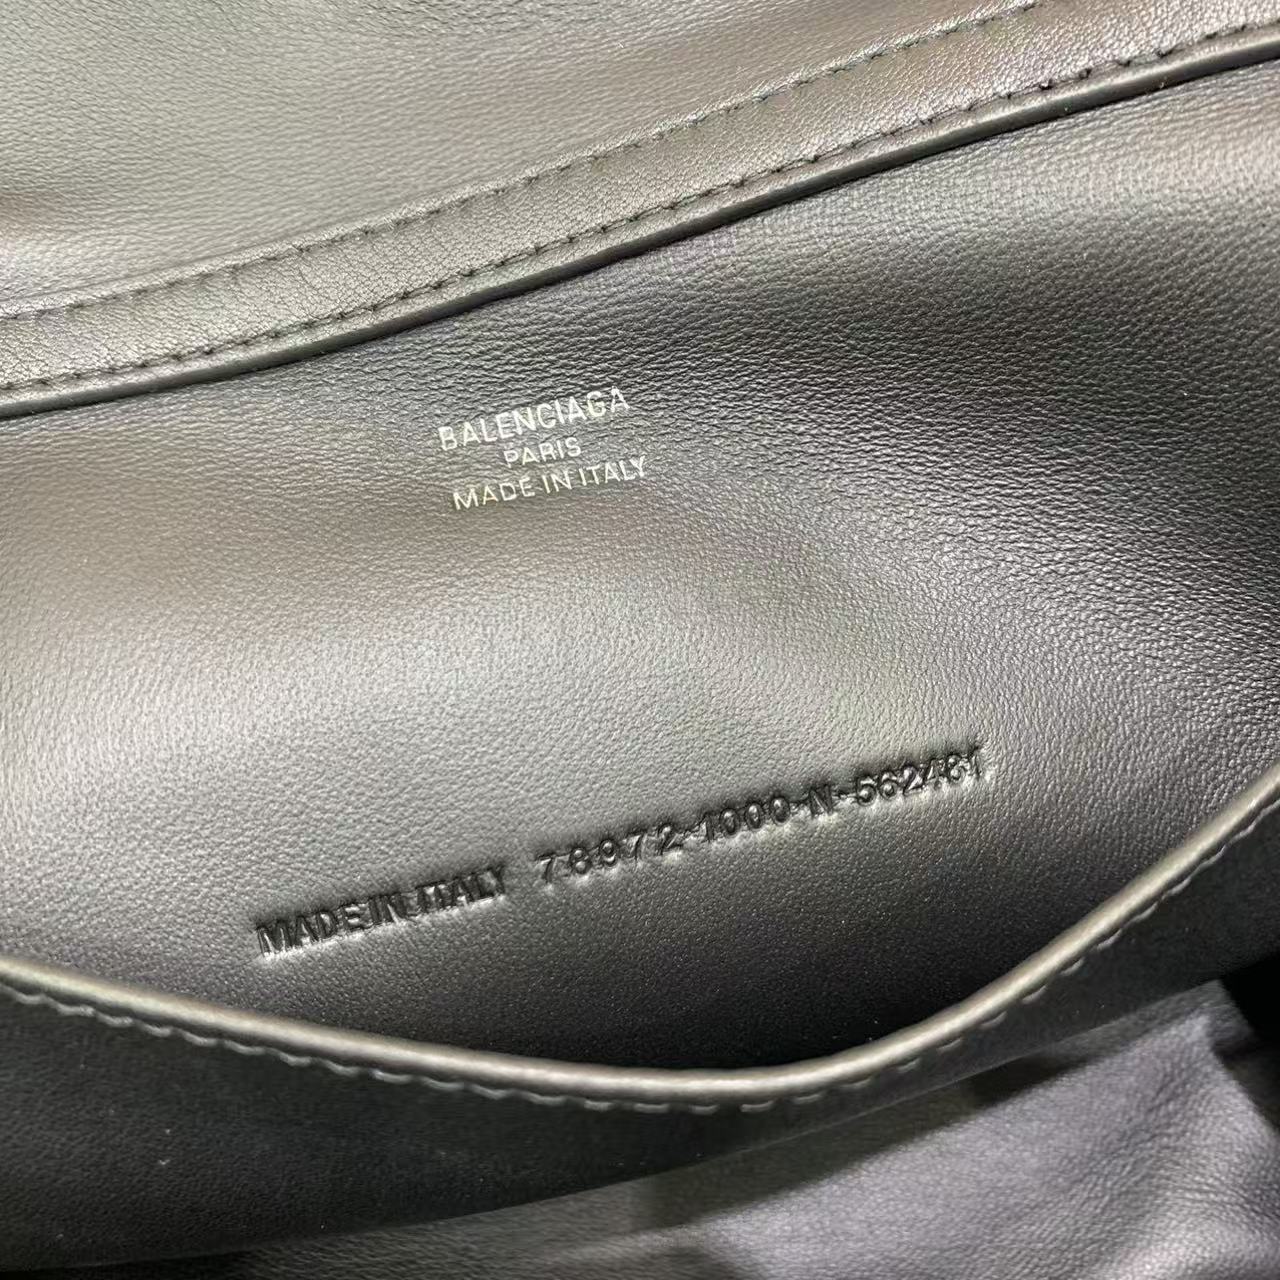 BALENCIAGA
PARIS
MADE IN ITALY
MADE IN ITALY 78972-1000-N-562481